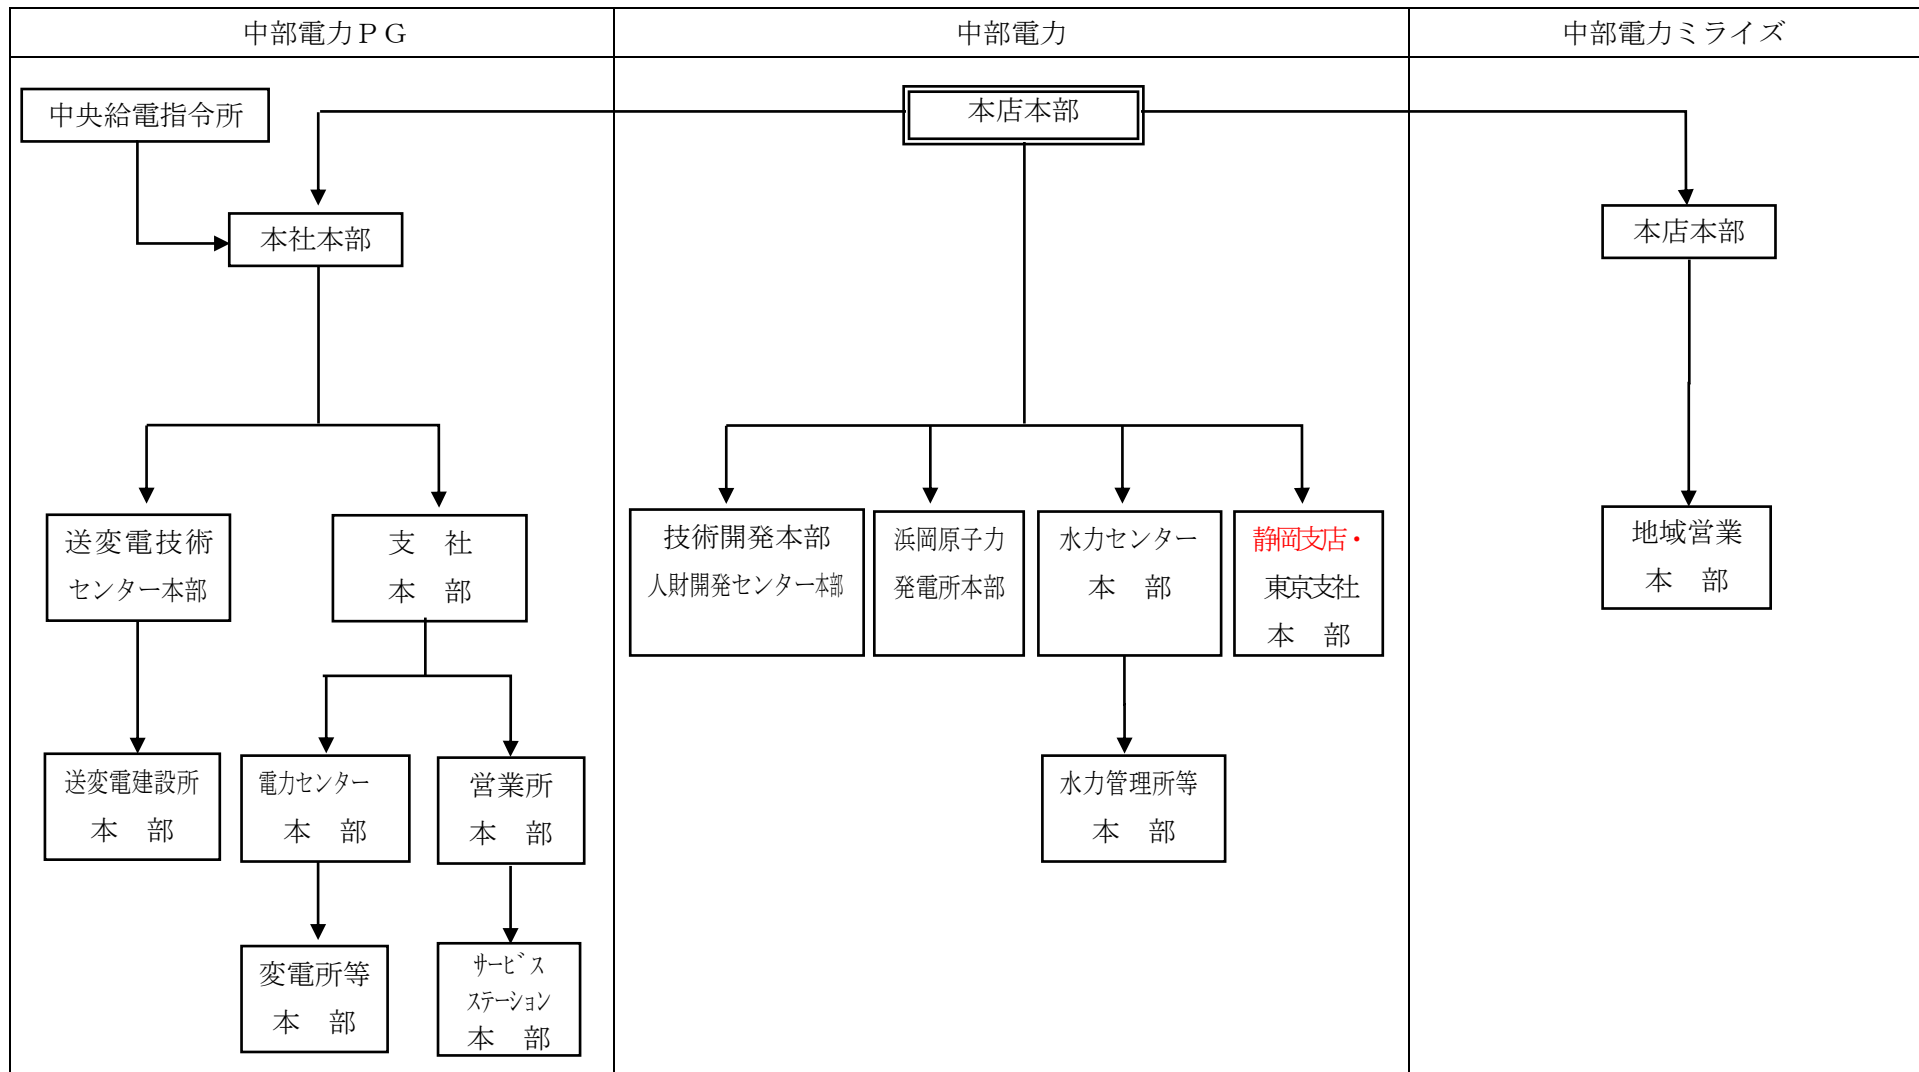 中部電力ＰＧ
中部電力
中部電力ミライズ
中央給電指令所
本店本部
本社本部
本店本部
送変電技術
センター本部
支　社
本　部
技術開発本部
人財開発センター本部
浜岡原子力
発電所本部
水力センター
本　部
静岡支店・
東京支社
本　部
地域営業
本　部
送変電建設所
本　部
電力センター
本　部
営業所
本　部
水力管理所等
本　部
変電所等
本　部
ｻｰﾋﾞｽ
ｽﾃｰｼｮﾝ
本　部